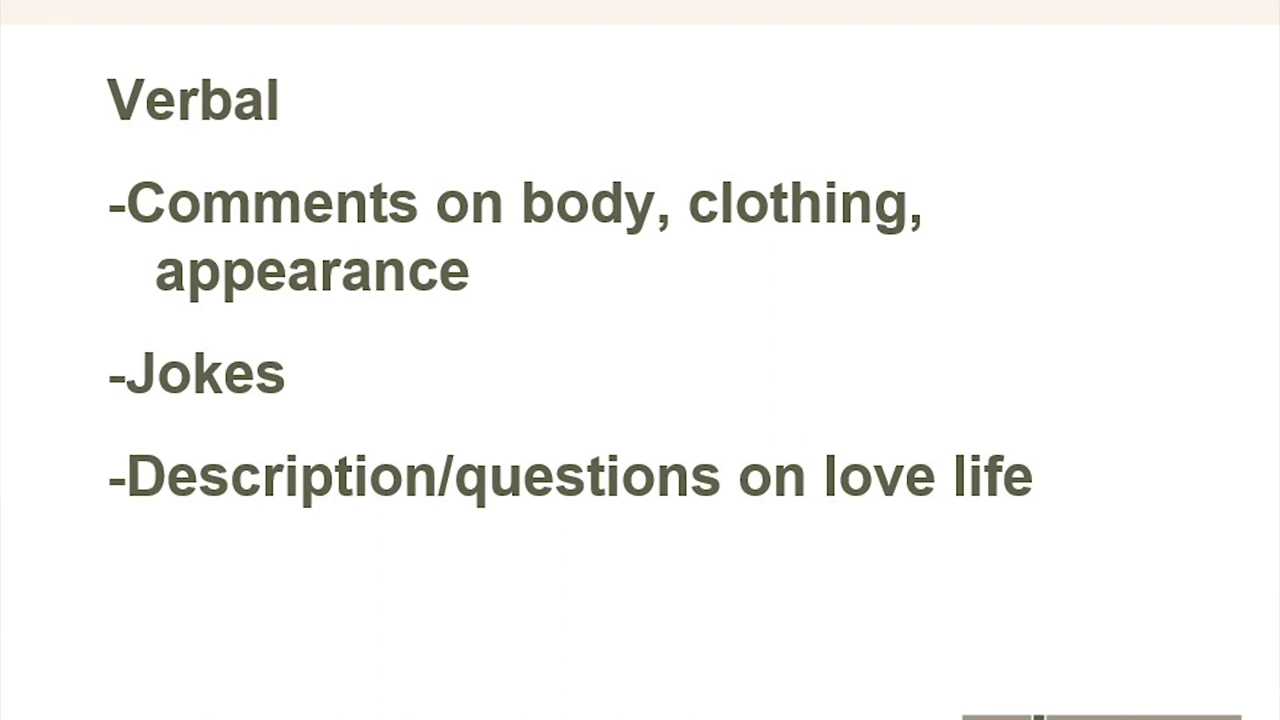 Verbal
-Comments on body, clothing,
appearance
-Jokes
-Description/questions on love life